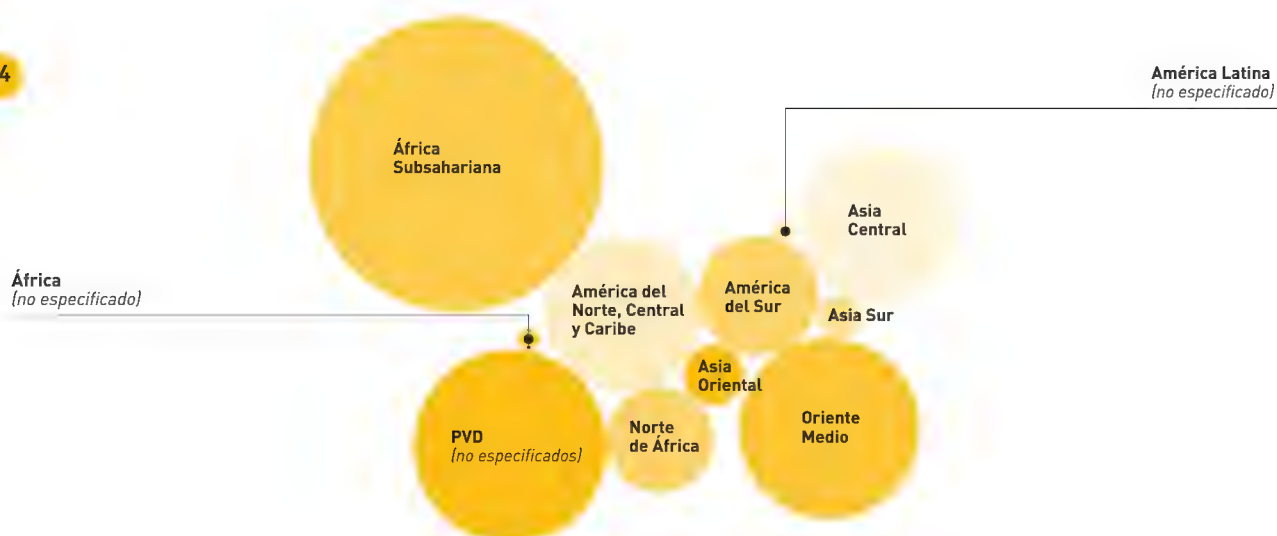 4
América Latina
(no especificado)
África
Subsahariana
Asia
Central
África
(no especificado)
América del
Norte, Central
y Caribe
América
del Sur
Asia Sur
Asia
Oriental
Oriente
Medio
PVD
(no especificados)
Norte
de África